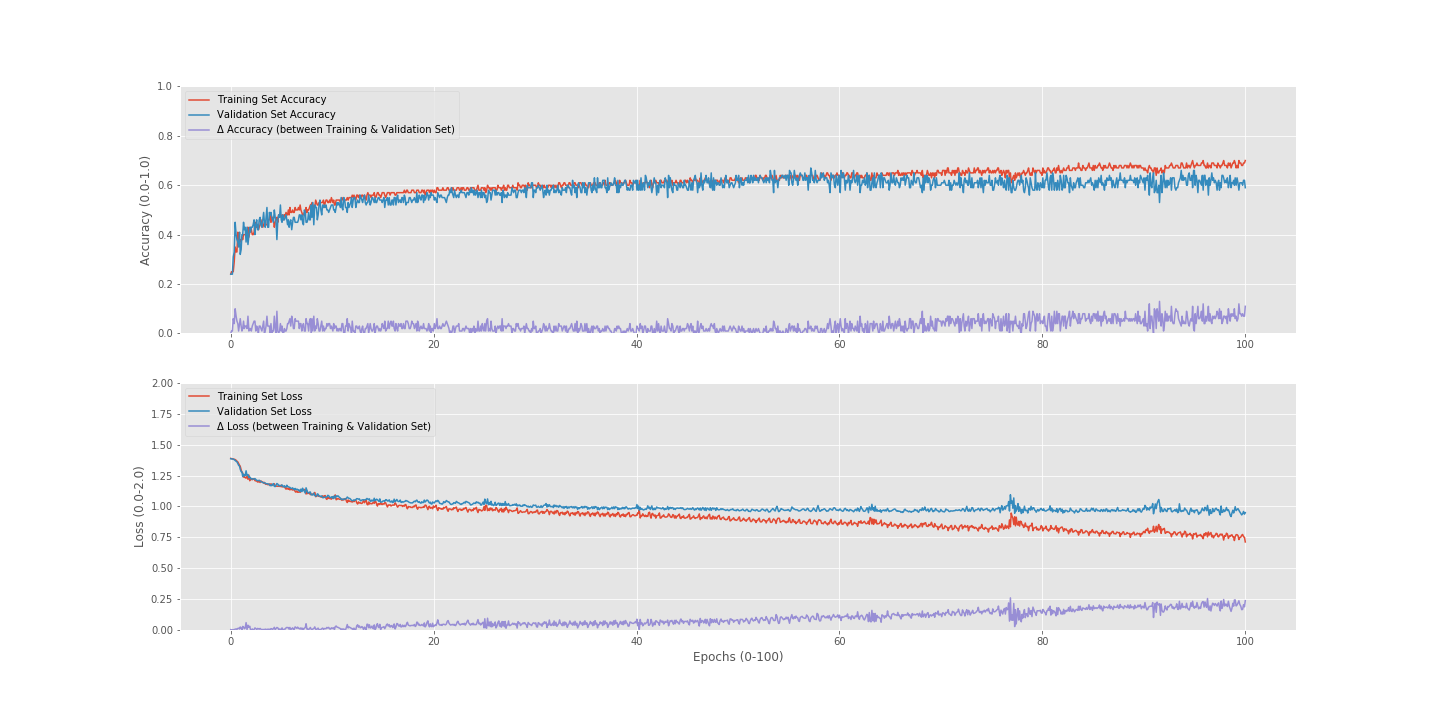 1.0
0.8
0.6
0.4
0.2
0.0
Accuracy (0.0-1.0)
Training Set Accuracy
Validation Set Accuracy
Δ Accuracy (between Training & Validation Set)
0 20 40 60 80 100
2.00
1.75
1.50
1.25
1.00
0.75
0.50
0.25
0.00
Loss (0.0-2.0)
Training Set Loss
Validation Set Loss
Δ Loss (between Training & Validation Set)
0 20 40 60 80 100
Epochs (0-100)